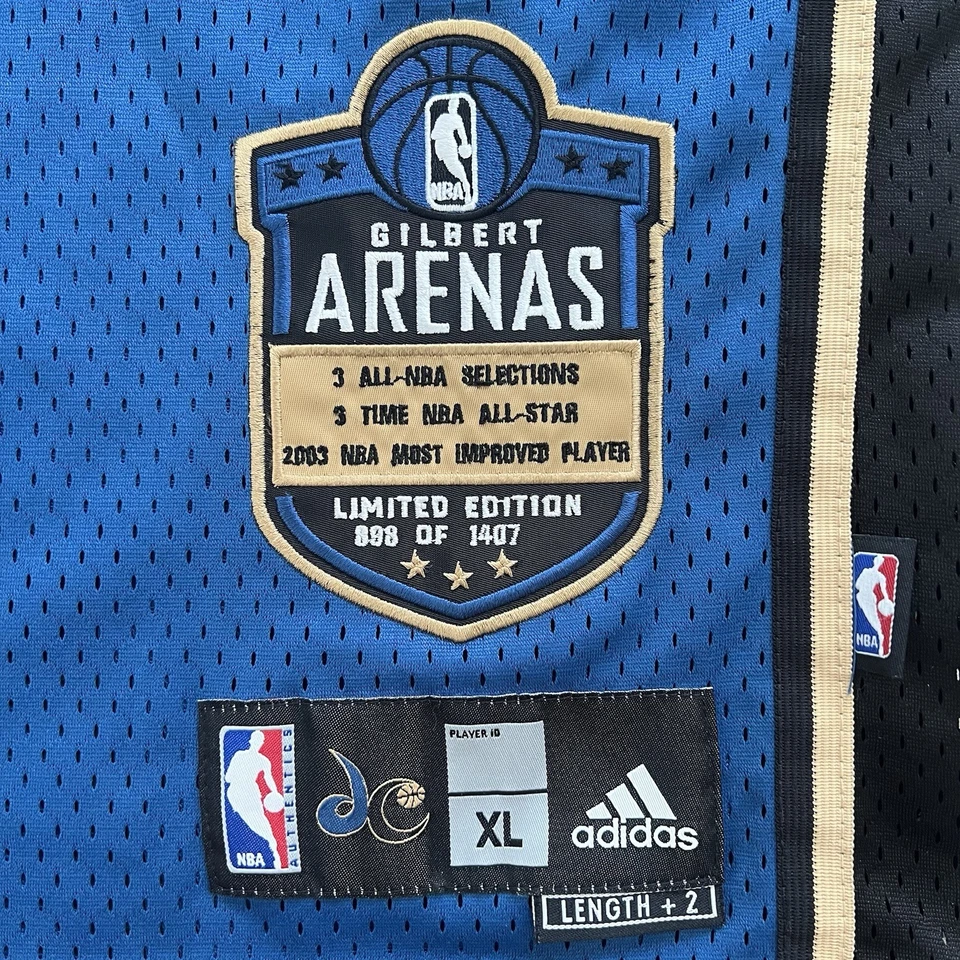 NBA
GILBERT
ARENAS
3 ALL-NBA SELECTIONS
3 TIME NBA ALL-STAR
2003 NBA MOST IMPROVED PLAYER
LIMITED EDITION
898 OF 1407
NBA
NBA
AUTHENTICS
dc
PLAYER ID
XL
adidas
LENGTH + 2